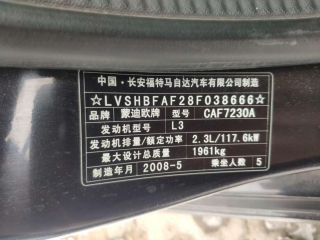 中国·长安福特马自达汽车有限公司制造
☆LVSHBFAF28F038666☆
品牌 蒙迪欧牌 型号 CAF7230A
发动机型号 L3
发动机排量/额定功率 2.3L/117.6kW
最大设计总质量 1961kg
制造年月 2008-5 乘坐人数 5